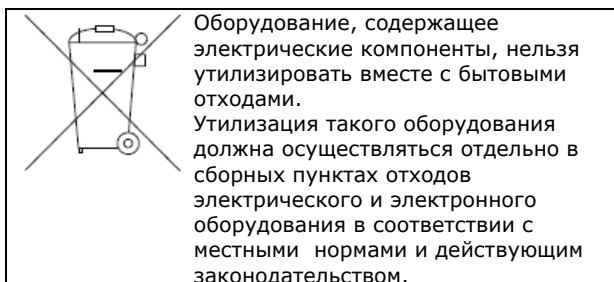 Оборудование, содержащее
электрические компоненты, нельзя
утилизировать вместе с бытовыми
отходами.
Утилизация такого оборудования
должна осуществляться отдельно в
сборных пунктах отходов
электрического и электронного
оборудования в соответствии с
местными нормами и действующим
законодательством.